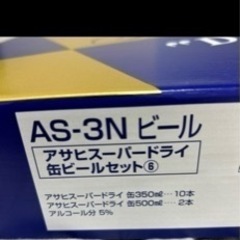 AS-3N ビール
アサヒスーパードライ
缶ビールセット⑥
アサヒスーパードライ 缶350㎖……10本
アサヒスーパードライ 缶500㎖……2本
アルコール分 5%